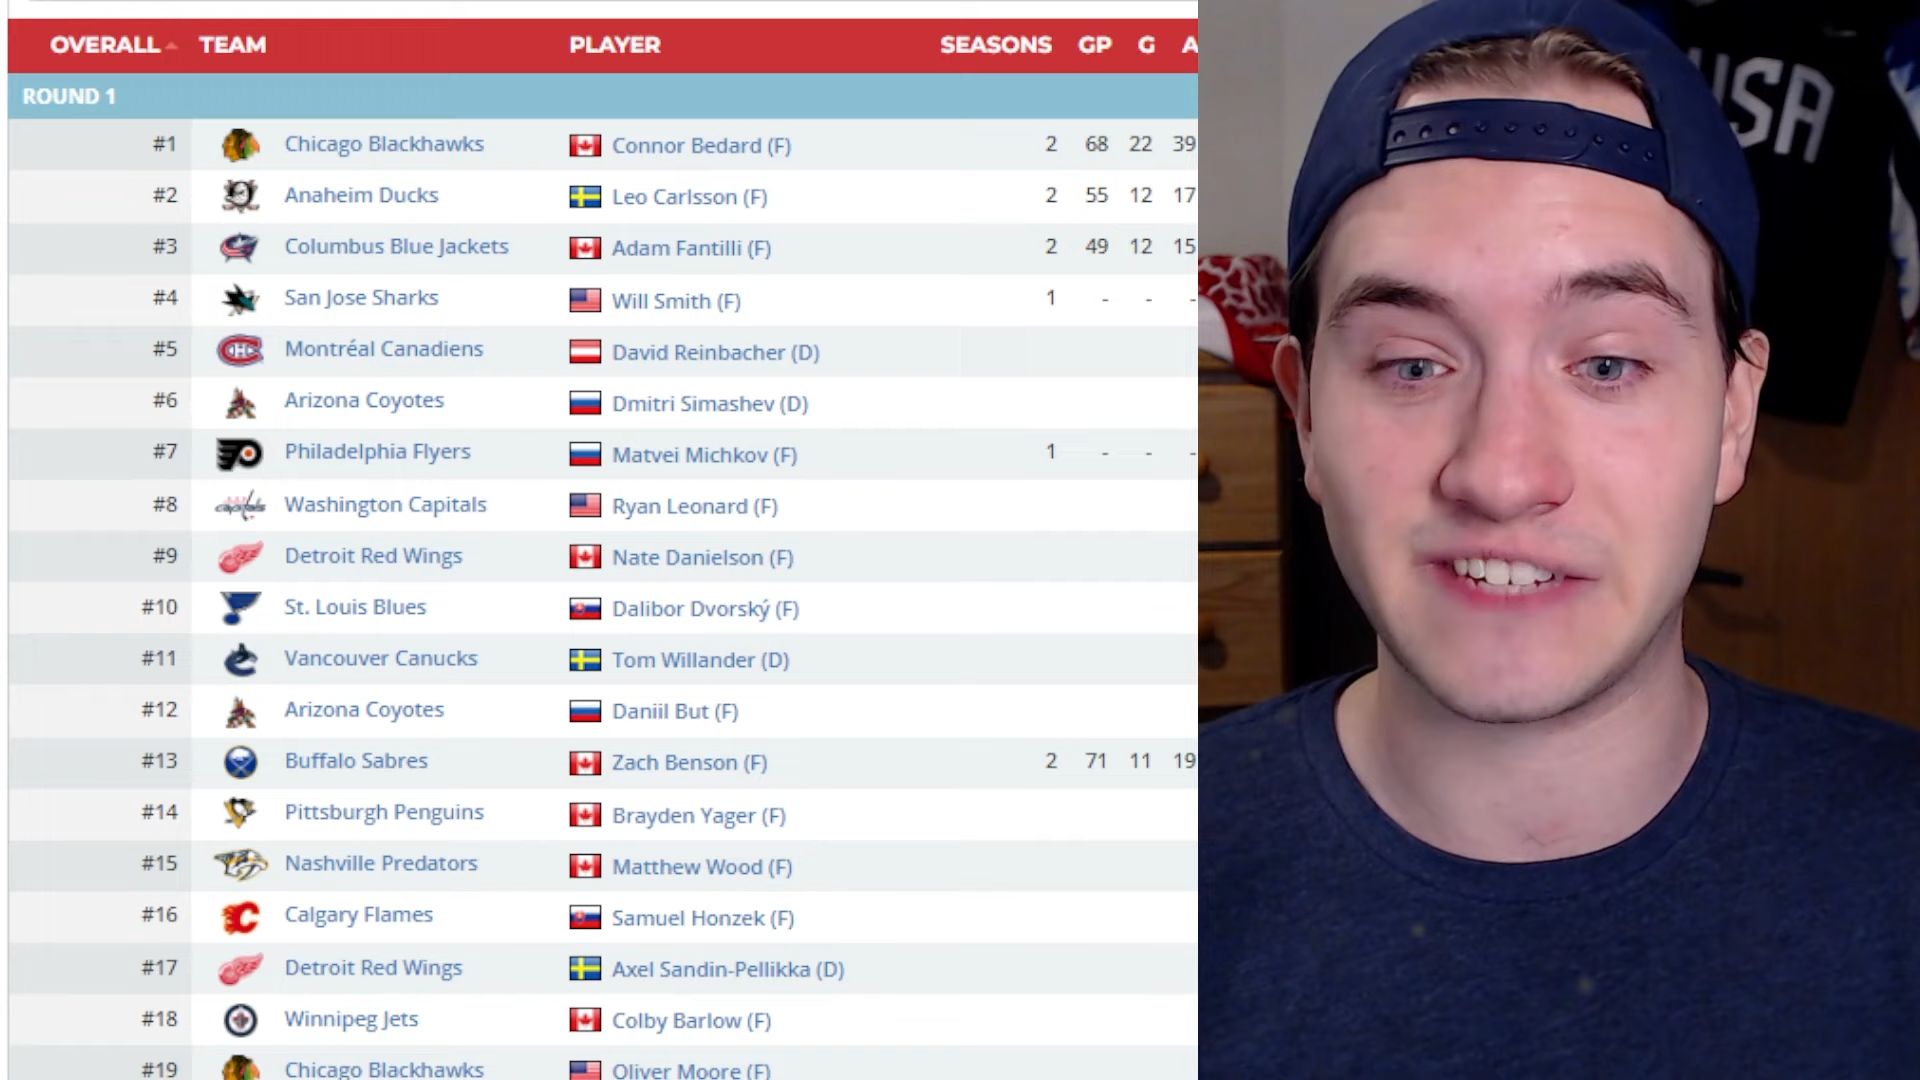 OVERALL TEAM PLAYER SEASONS GP G A
ROUND 1
#1 Chicago Blackhawks Connor Bedard (F) 2 68 22 39
#2 Anaheim Ducks Leo Carlsson (F) 2 55 12 17
#3 Columbus Blue Jackets Adam Fantilli (F) 2 49 12 15
#4 San Jose Sharks Will Smith (F) 1 - - -
#5 Montréal Canadiens David Reinbacher (D)
#6 Arizona Coyotes Dmitri Simashev (D)
#7 Philadelphia Flyers Matvei Michkov (F) 1 - - -
#8 capitals Washington Capitals Ryan Leonard (F)
#9 Detroit Red Wings Nate Danielson (F)
#10 St. Louis Blues Dalibor Dvorský (F)
#11 Vancouver Canucks Tom Willander (D)
#12 Arizona Coyotes Daniil But (F)
#13 Buffalo Sabres Zach Benson (F) 2 71 11 19
#14 Pittsburgh Penguins Brayden Yager (F)
#15 Nashville Predators Matthew Wood (F)
#16 Calgary Flames Samuel Honzek (F)
#17 Detroit Red Wings Axel Sandin-Pellikka (D)
#18 Winnipeg Jets Colby Barlow (F)
#19 Chicago Blackhawks Oliver Moore (F)
USA